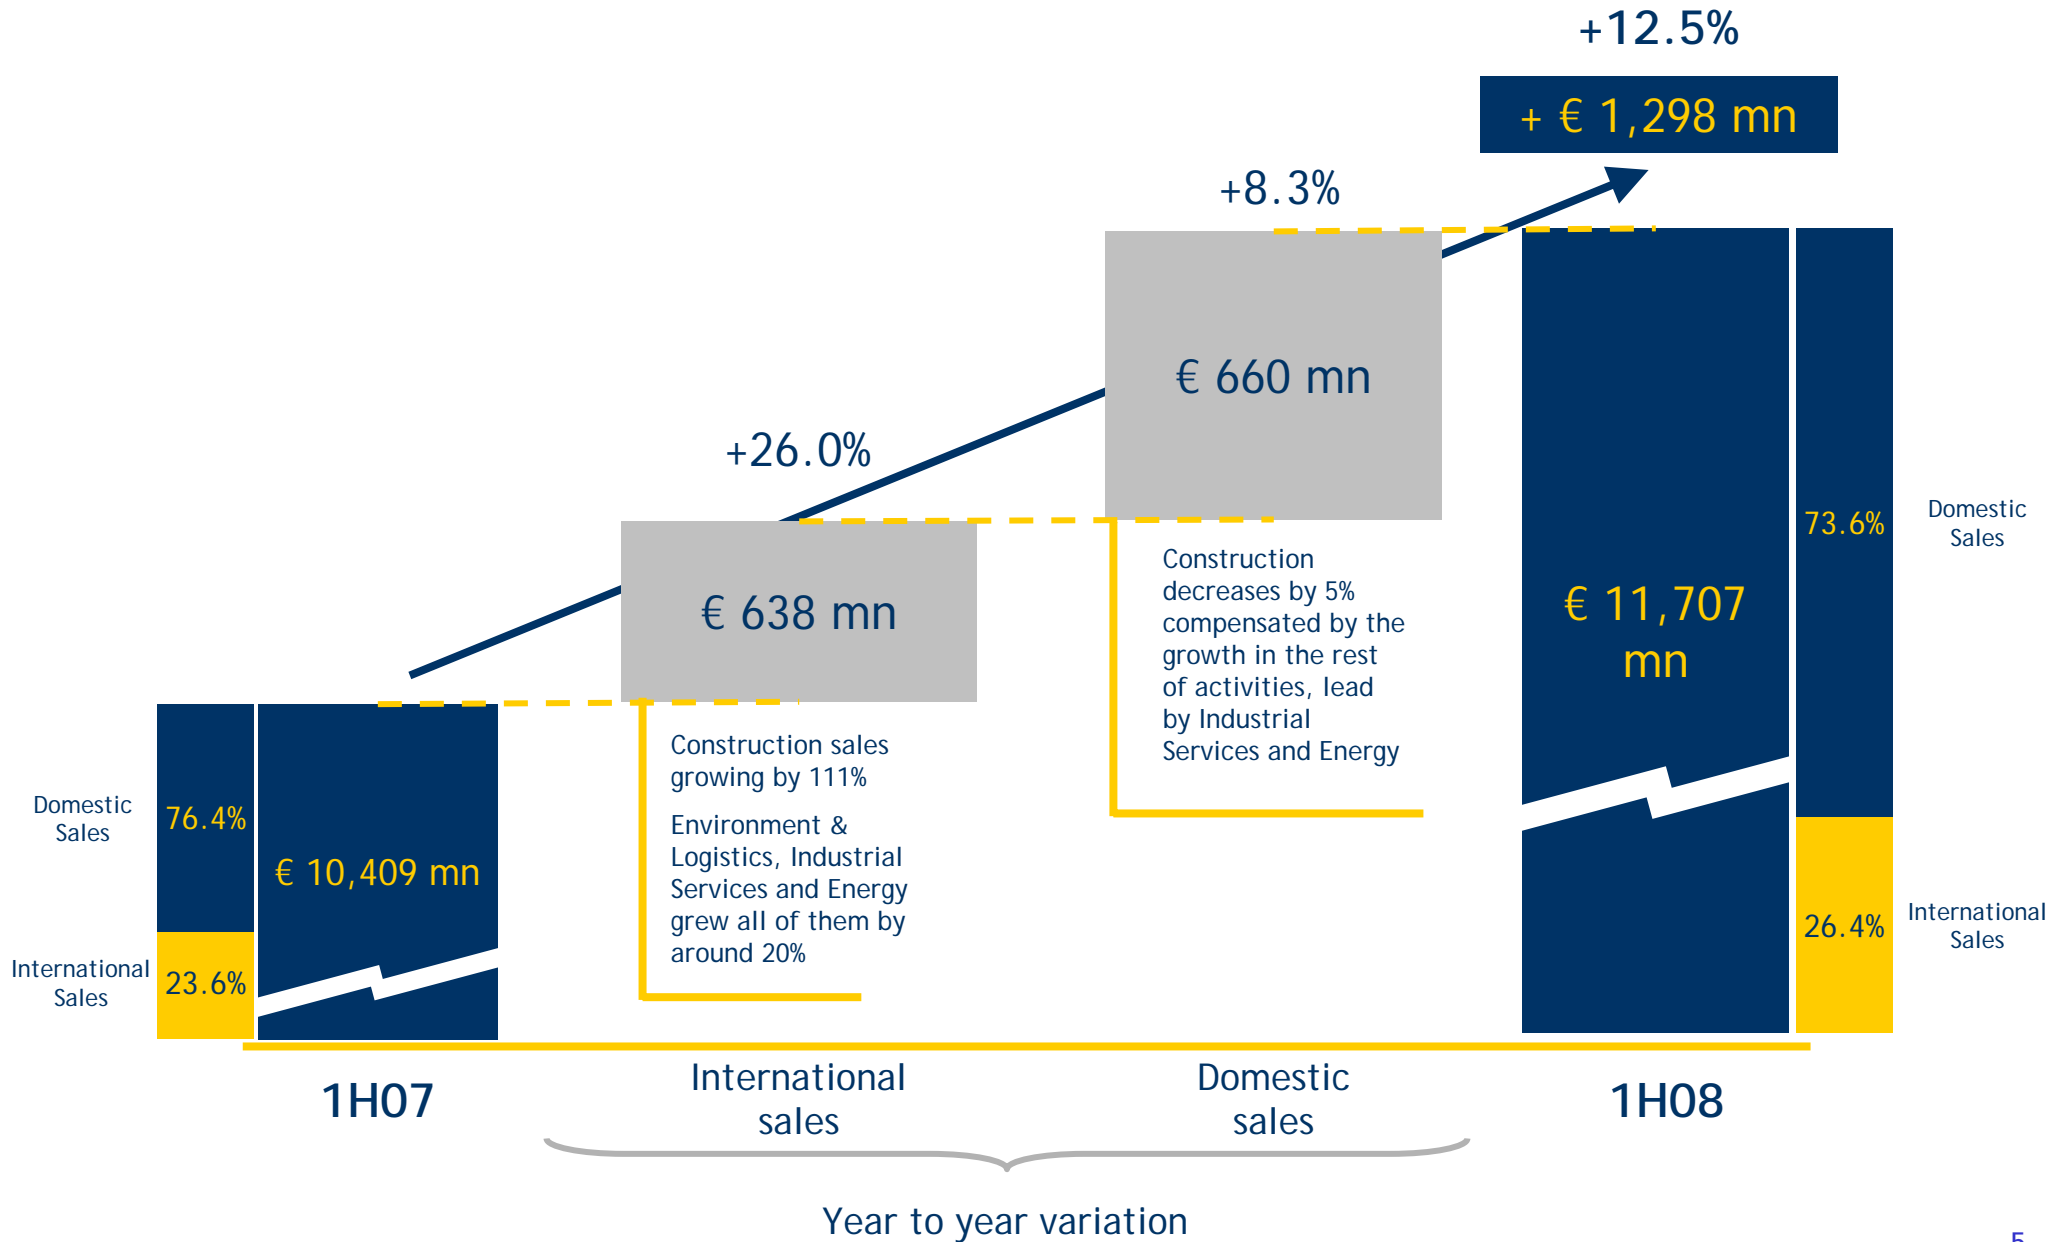 +12.5%
+ € 1,298 mn
+8.3%
€ 660 mn
+26.0%
€ 638 mn
Construction
decreases by 5%
compensated by the
growth in the rest
of activities, lead
by Industrial
Services and Energy
Construction sales
growing by 111%
Environment &
Logistics, Industrial
Services and Energy
grew all of them by
around 20%
Domestic
Sales
76.4%
€ 10,409 mn
International
Sales
23.6%
€ 11,707
mn
73.6%
Domestic
Sales
26.4%
International
Sales
1H07
International
sales
Domestic
sales
1H08
Year to year variation
5